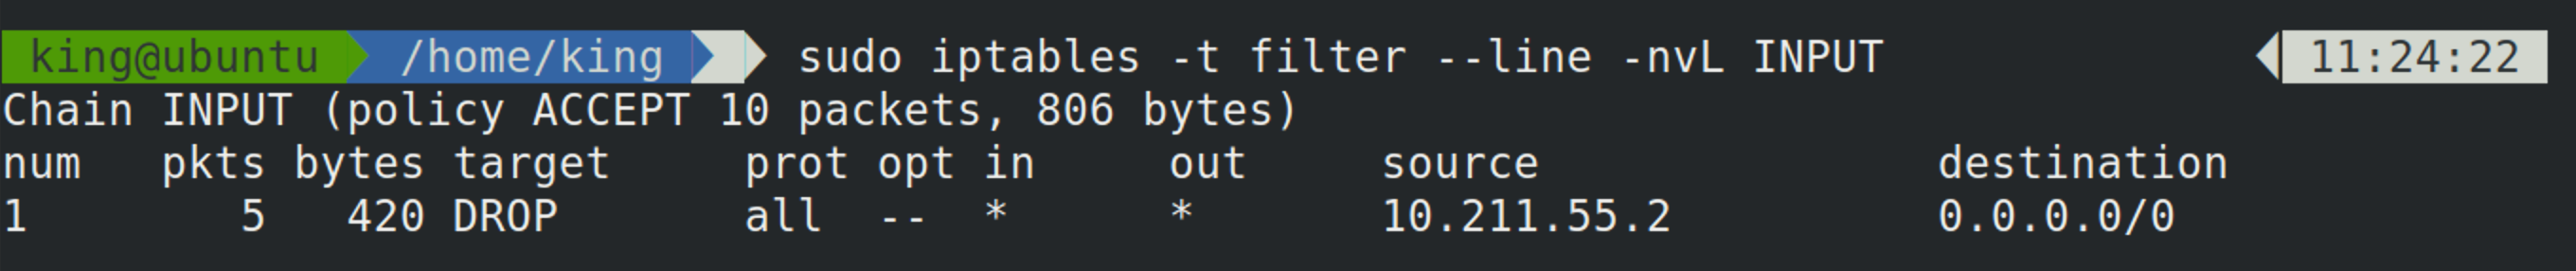 king@ubuntu /home/king sudo iptables -t filter --line -nvL INPUT 11:24:22
Chain INPUT (policy ACCEPT 10 packets, 806 bytes)
num pkts bytes target prot opt in out source destination
1 5 420 DROP all -- * * 10.211.55.2 0.0.0.0/0